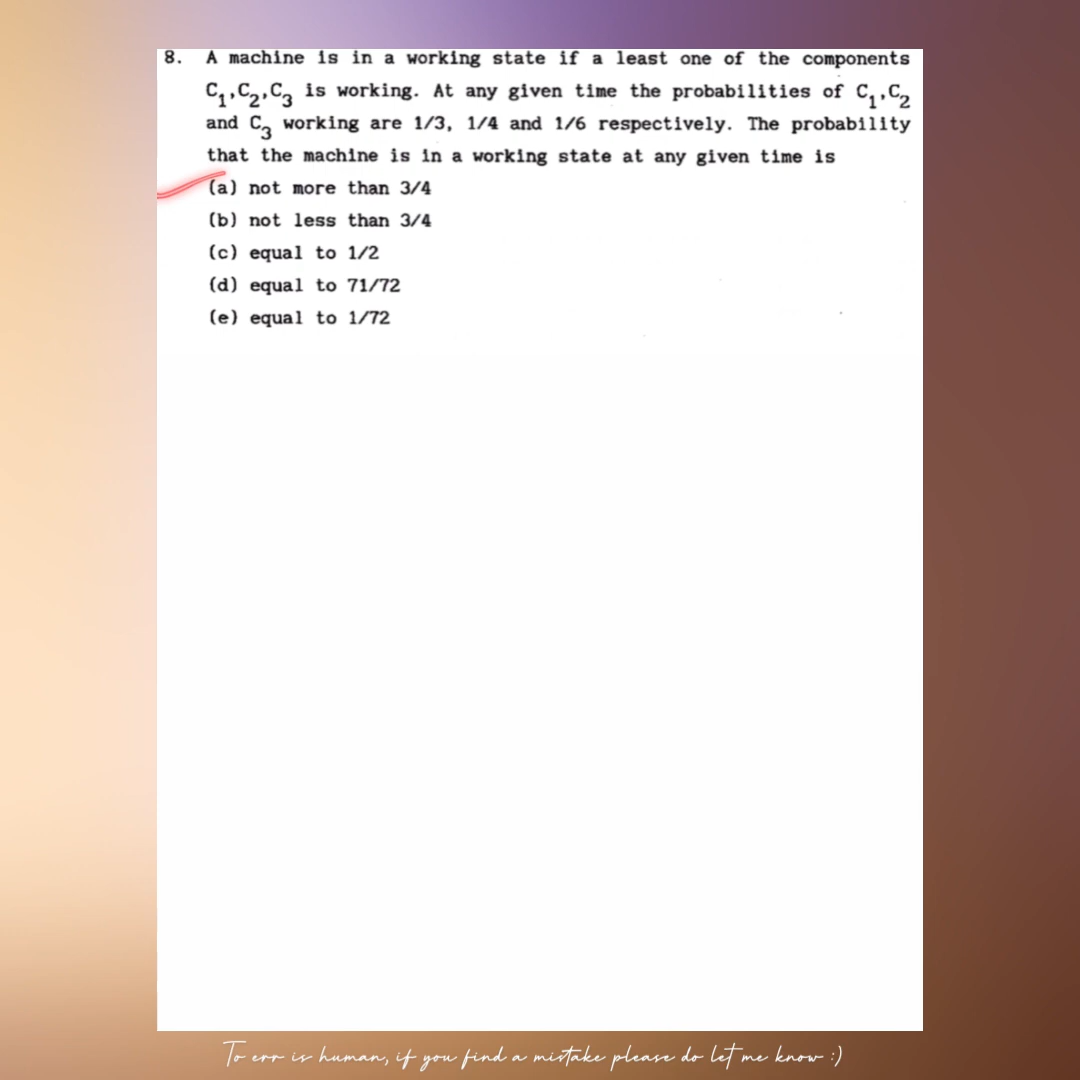 8. A machine is in a working state if a least one of the components
C₁,C₂,C₃ is working. At any given time the probabilities of C₁,C₂
and C₃ working are 1/3, 1/4 and 1/6 respectively. The probability
that the machine is in a working state at any given time is
(a) not more than 3/4
(b) not less than 3/4
(c) equal to 1/2
(d) equal to 71/72
(e) equal to 1/72
To err is human, if you find a mistake please do let me know :)